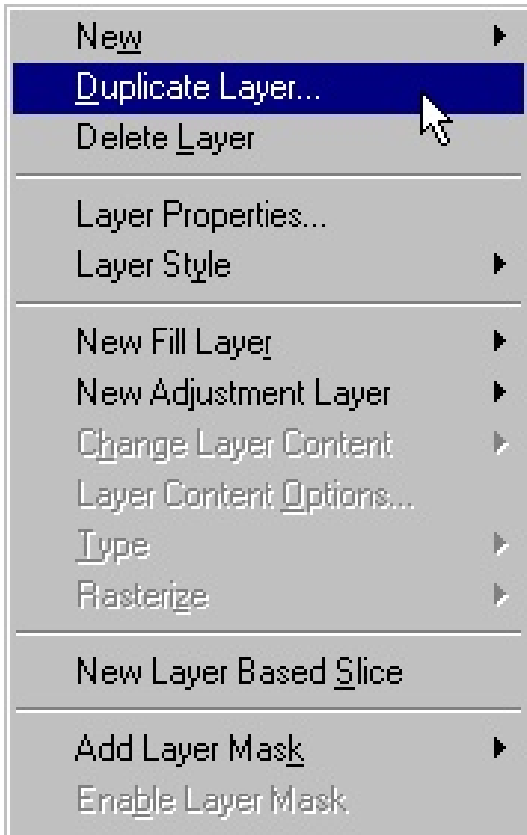 New
Duplicate Layer...
Delete Layer
Layer Properties...
Layer Style
New Fill Layer
New Adjustment Layer
Change Layer Content
Layer Content Options...
Type
Rasterize
New Layer Based Slice
Add Layer Mask
Enable Layer Mask